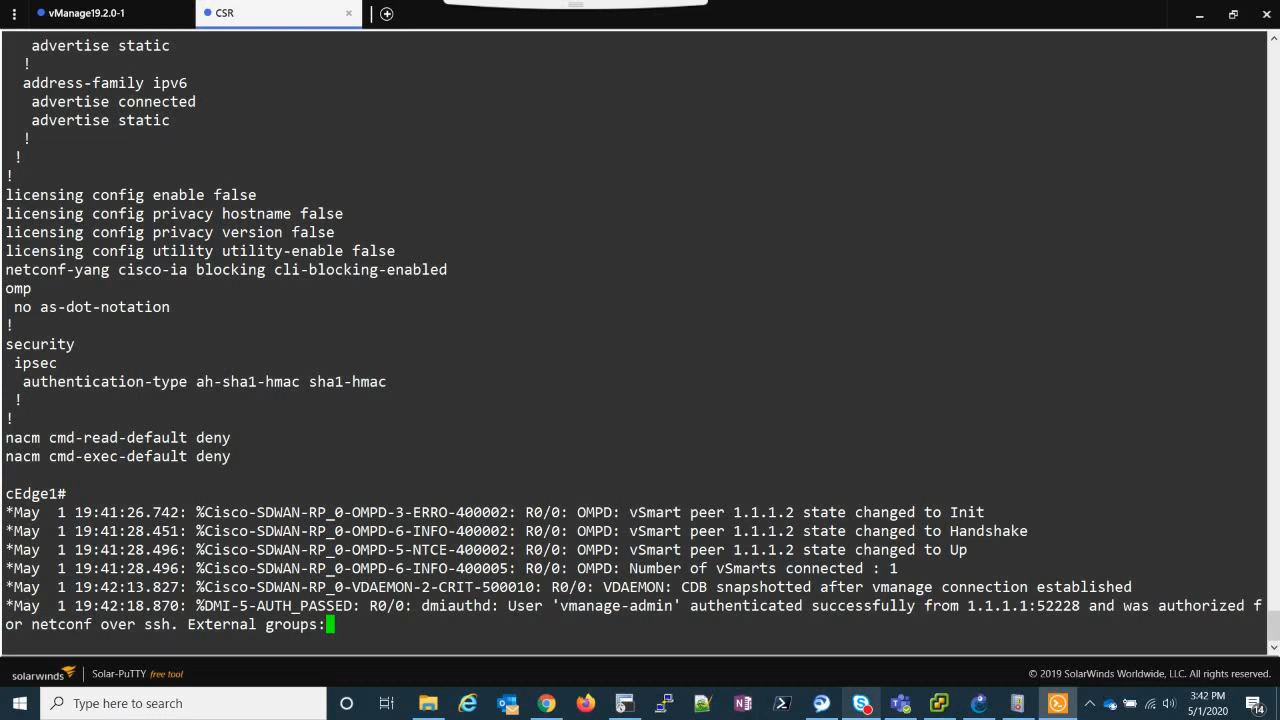 vManage19.2.0-1
CSR
advertise static
!
address-family ipv6
advertise connected
advertise static
!
!
!
licensing config enable false
licensing config privacy hostname false
licensing config privacy version false
licensing config utility utility-enable false
netconf-yang cisco-ia blocking cli-blocking-enabled
omp
no as-dot-notation
!
security
ipsec
authentication-type ah-sha1-hmac sha1-hmac
!
!
nacm cmd-read-default deny
nacm cmd-exec-default deny
cEdge1#
*May  1 19:41:26.742: %Cisco-SDWAN-RP_0-OMPD-3-ERRO-400002: R0/0: OMPD: vSmart peer 1.1.1.2 state changed to Init
*May  1 19:41:28.451: %Cisco-SDWAN-RP_0-OMPD-6-INFO-400002: R0/0: OMPD: vSmart peer 1.1.1.2 state changed to Handshake
*May  1 19:41:28.496: %Cisco-SDWAN-RP_0-OMPD-5-NTCE-400002: R0/0: OMPD: vSmart peer 1.1.1.2 state changed to Up
*May  1 19:41:28.496: %Cisco-SDWAN-RP_0-OMPD-6-INFO-400005: R0/0: OMPD: Number of vSmarts connected : 1
*May  1 19:42:13.827: %Cisco-SDWAN-RP_0-VDAEMON-2-CRIT-500010: R0/0: VDAEMON: CDB snapshotted after vmanage connection established
*May  1 19:42:18.870: %DMI-5-AUTH_PASSED: R0/0: dmiauthd: User 'vmanage-admin' authenticated successfully from 1.1.1.1:52228 and was authorized f
or netconf over ssh. External groups:
solarwinds Solar-PuTTY free tool
© 2019 SolarWinds Worldwide, LLC. All rights reserved.
Type here to search
3:42 PM
5/1/2020
14